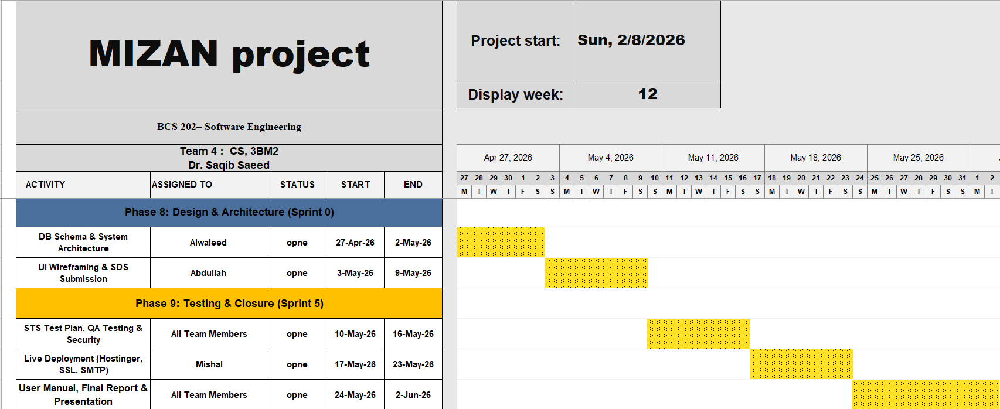 MIZAN project
Project start: Sun, 2/8/2026
Display week: 12
BCS 202– Software Engineering
Team 4 : CS, 3BM2
Dr. Saqib Saeed
Apr 27, 2026 May 4, 2026 May 11, 2026 May 18, 2026 May 25, 2026
27 28 29 30 1 2 3 4 5 6 7 8 9 10 11 12 13 14 15 16 17 18 19 20 21 22 23 24 25 26 27 28 29 30 31 1 2
ACTIVITY ASSIGNED TO STATUS START END
M T W T F S S M T W T F S S M T W T F S S M T W T F S S M T W T F S S M T
Phase 8: Design & Architecture (Sprint 0)
DB Schema & System
Architecture
Alwaleed opne 27-Apr-26 2-May-26
UI Wireframing & SDS
Submission
Abdullah opne 3-May-26 9-May-26
Phase 9: Testing & Closure (Sprint 5)
STS Test Plan, QA Testing &
Security
All Team Members opne 10-May-26 16-May-26
Live Deployment (Hostinger,
SSL, SMTP)
Mishal opne 17-May-26 23-May-26
User Manual, Final Report &
Presentation
All Team Members opne 24-May-26 2-Jun-26